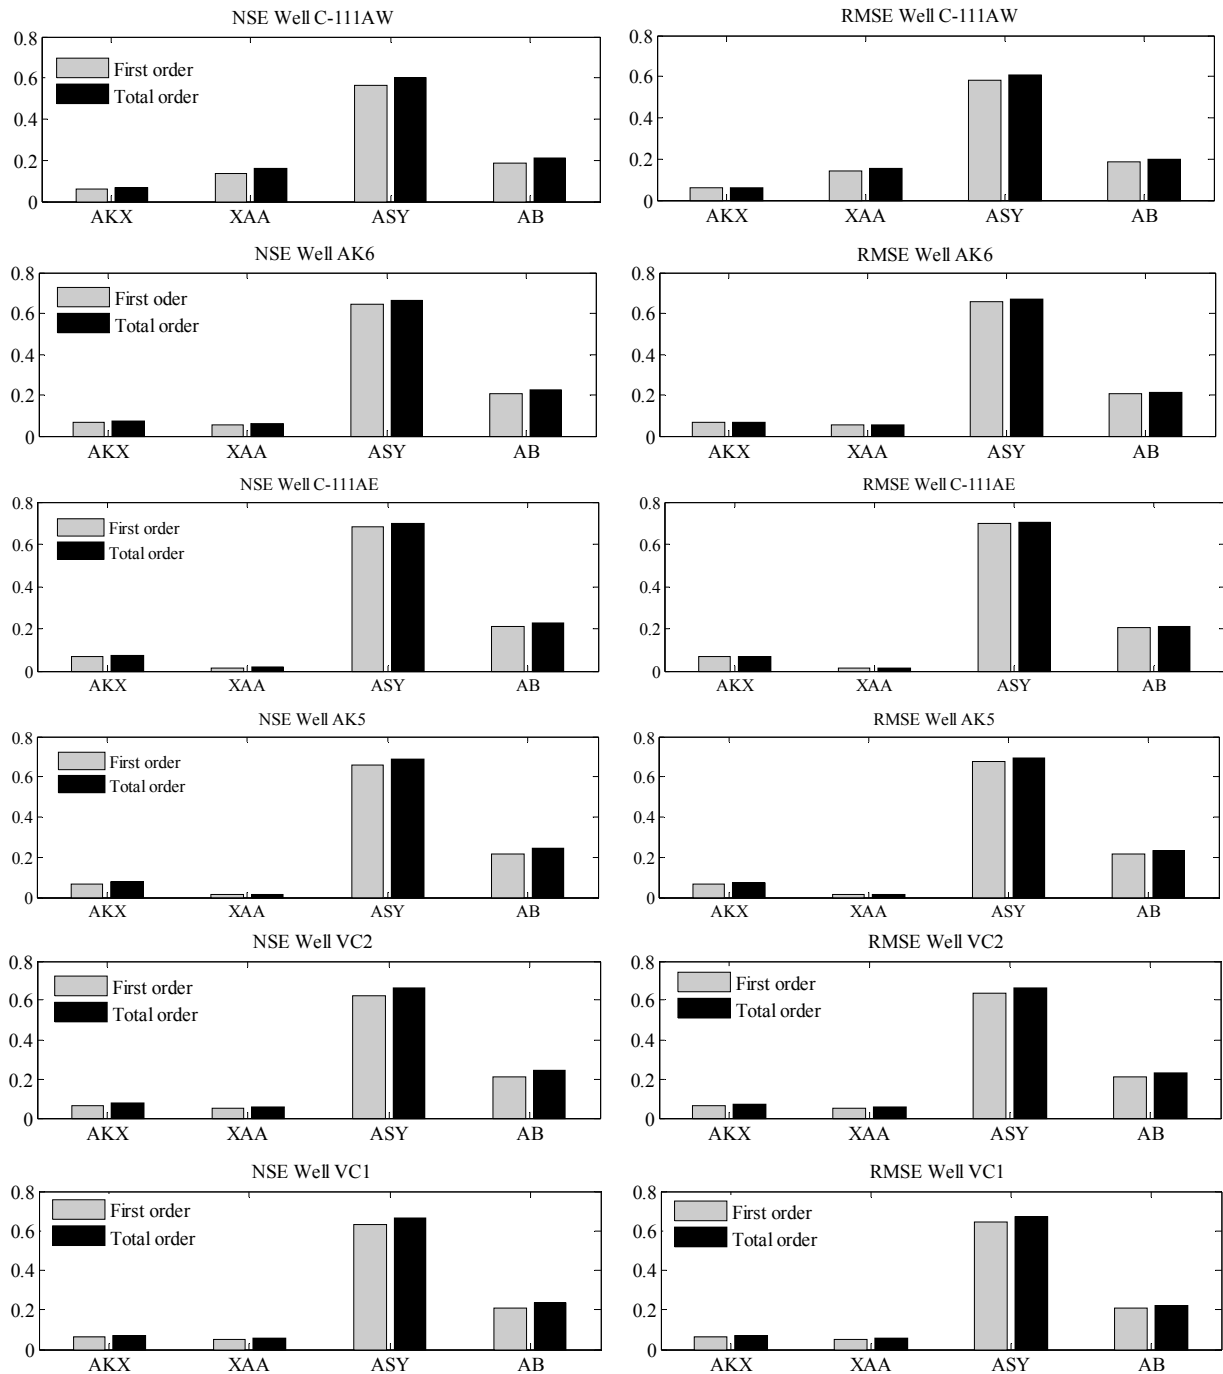 NSE Well C-111AW
0.8
0.6
0.4
0.2
0
First order
Total order
AKX XAA ASY AB
RMSE Well C-111AW
0.8
0.6
0.4
0.2
0
AKX XAA ASY AB
NSE Well AK6
0.8
0.6
0.4
0.2
0
First oder
Total order
AKX XAA ASY AB
RMSE Well AK6
0.8
0.6
0.4
0.2
0
AKX XAA ASY AB
NSE Well C-111AE
0.8
0.6
0.4
0.2
0
First order
Total order
AKX XAA ASY AB
RMSE Well C-111AE
0.8
0.6
0.4
0.2
0
AKX XAA ASY AB
NSE Well AK5
0.8
0.6
0.4
0.2
0
First order
Total order
AKX XAA ASY AB
RMSE Well AK5
0.8
0.6
0.4
0.2
0
AKX XAA ASY AB
NSE Well VC2
0.8
0.6
0.4
0.2
0
First order
Total order
AKX XAA ASY AB
RMSE Well VC2
0.8
0.6
0.4
0.2
0
First order
Total order
AKX XAA ASY AB
NSE Well VC1
0.8
0.6
0.4
0.2
0
First order
Total order
AKX XAA ASY AB
RMSE Well VC1
0.8
0.6
0.4
0.2
0
First order
Total order
AKX XAA ASY AB